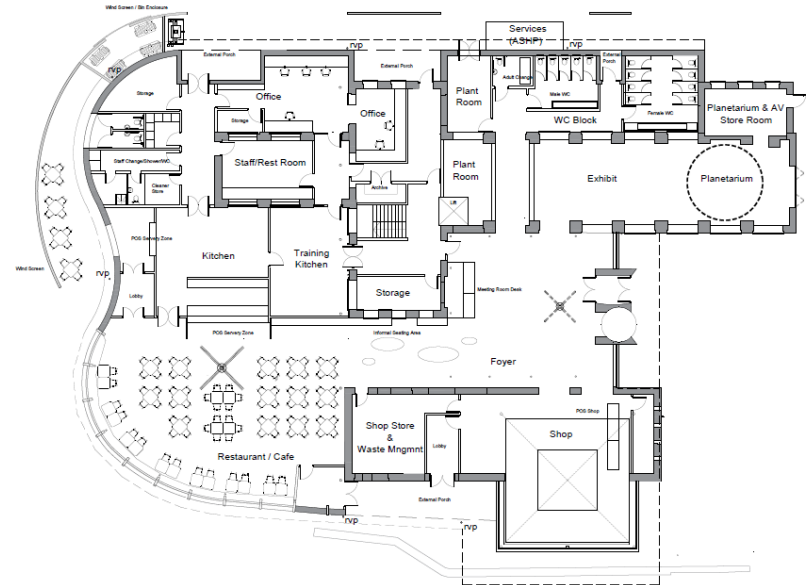 Wind Screen / Bin Enclosure
Services
(ASHP)
rvp
rvp
External Porch
External Porch
External
Porch
rvp
Storage
Office
Plant
Room
Adult Change
Male WC
WC Block
Female WC
Planetarium & AV
Store Room
Storage
Office
Staff/Rest Room
Staff Change/Shower/WC
Cleaner
Store
Archive
Plant
Room
Lift
Exhibit
Planetarium
POS Servery Zone
Kitchen
Training
Kitchen
Wind Screen
rvp
Lobby
Storage
Meeting Room Desk
POS Servery Zone
Informal Seating Area
Foyer
POS Shop
Shop Store
&
Waste Mngmnt
Lobby
Shop
Restaurant / Cafe
External Porch
rvp
rvp